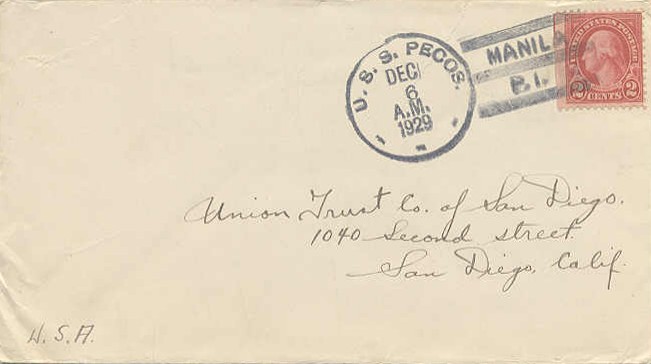 U. S. S. PECOS.
DEC
6
A.M.
1929
MANILA
P.I.
UNITED STATES POSTAGE
2 CENTS 2
Union Trust Co. of San Diego.
1040 Second street.
San Diego, Calif.
U.S.A.